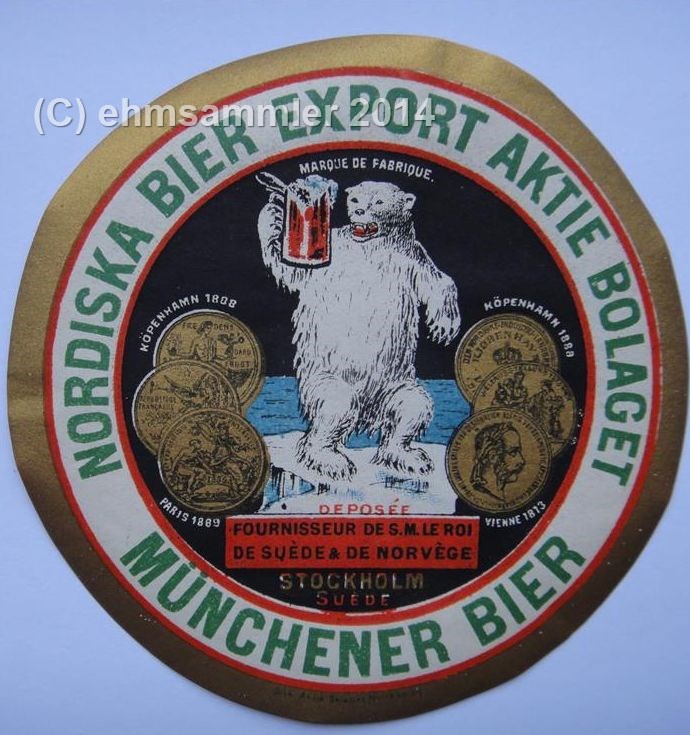 (C) ehmsammler 2014
NORDISKA BIER EXPORT AKTIE BOLAGET
MARQUE DE FABRIQUE.
KÖPENHAMN 1888
KÖPENHAMN 1888
PARIS 1889
VIENNE 1813
DEPOSÉE
FOURNISSEUR DE S.M. LE ROI
DE SUÈDE & DE NORVÈGE
STOCKHOLM
SUÈDE
MÜNCHENER BIER